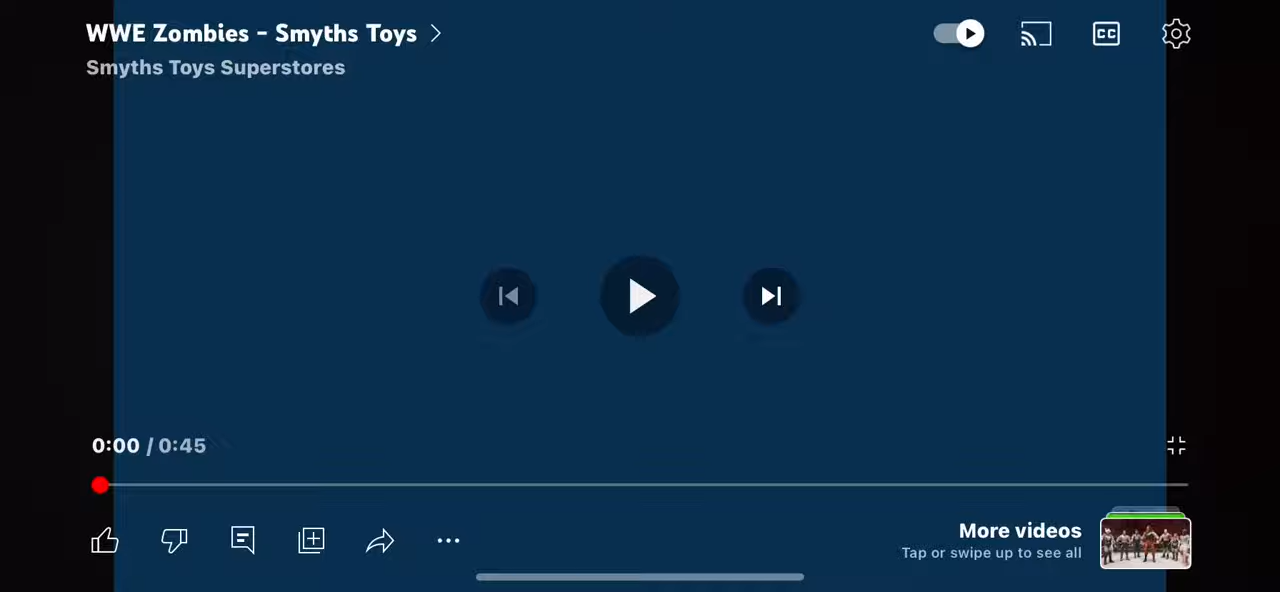 WWE Zombies - Smyths Toys
Smyths Toys Superstores
CC
0:00 / 0:45
More videos
Tap or swipe up to see all